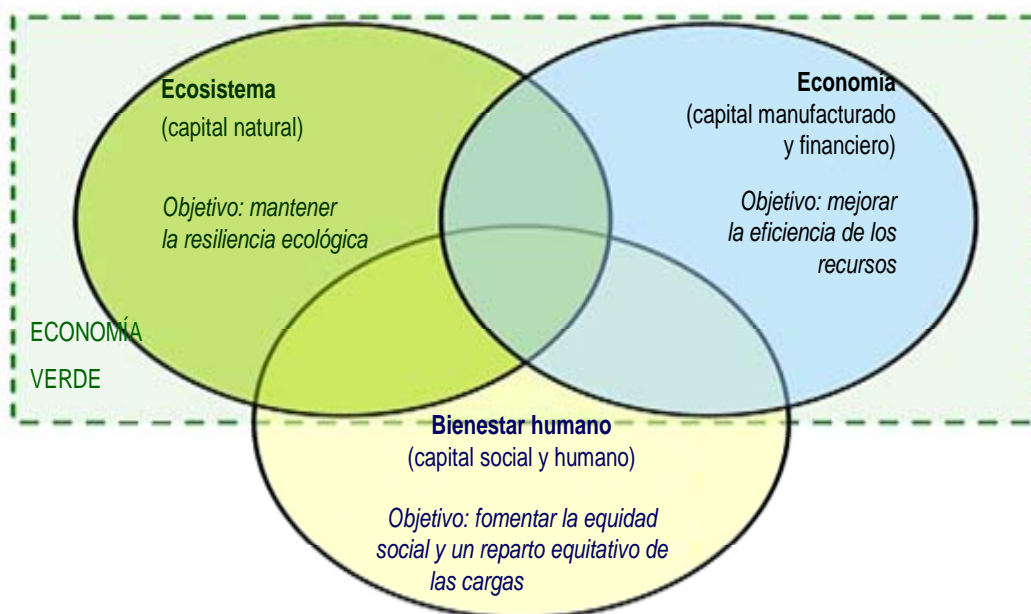 Ecosistema
(capital natural)
Objetivo: mantener
la resiliencia ecológica
Economía
(capital manufacturado
y financiero)
Objetivo: mejorar
la eficiencia de los
recursos
ECONOMÍA
VERDE
Bienestar humano
(capital social y humano)
Objetivo: fomentar la equidad
social y un reparto equitativo de
las cargas